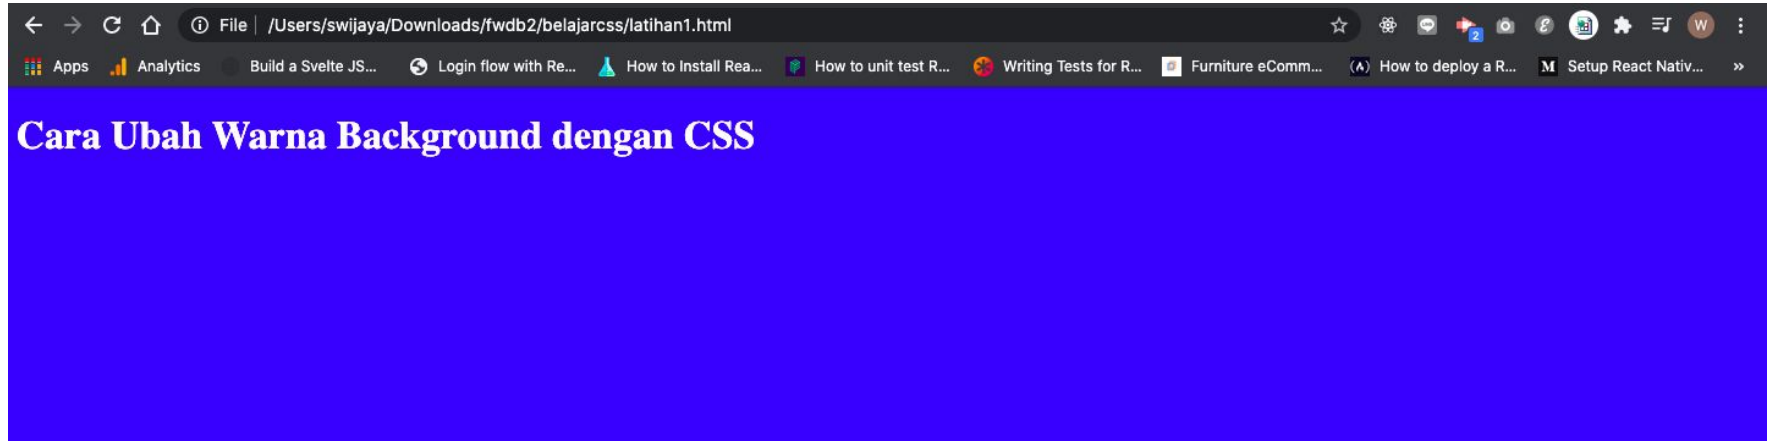 File | /Users/swijaya/Downloads/fwdb2/belajarcss/latihan1.html
2 W
Apps Analytics Build a Svelte JS... Login flow with Re... How to Install Rea... How to unit test R... Writing Tests for R... Furniture eComm... How to deploy a R... M Setup React Nativ... »
Cara Ubah Warna Background dengan CSS